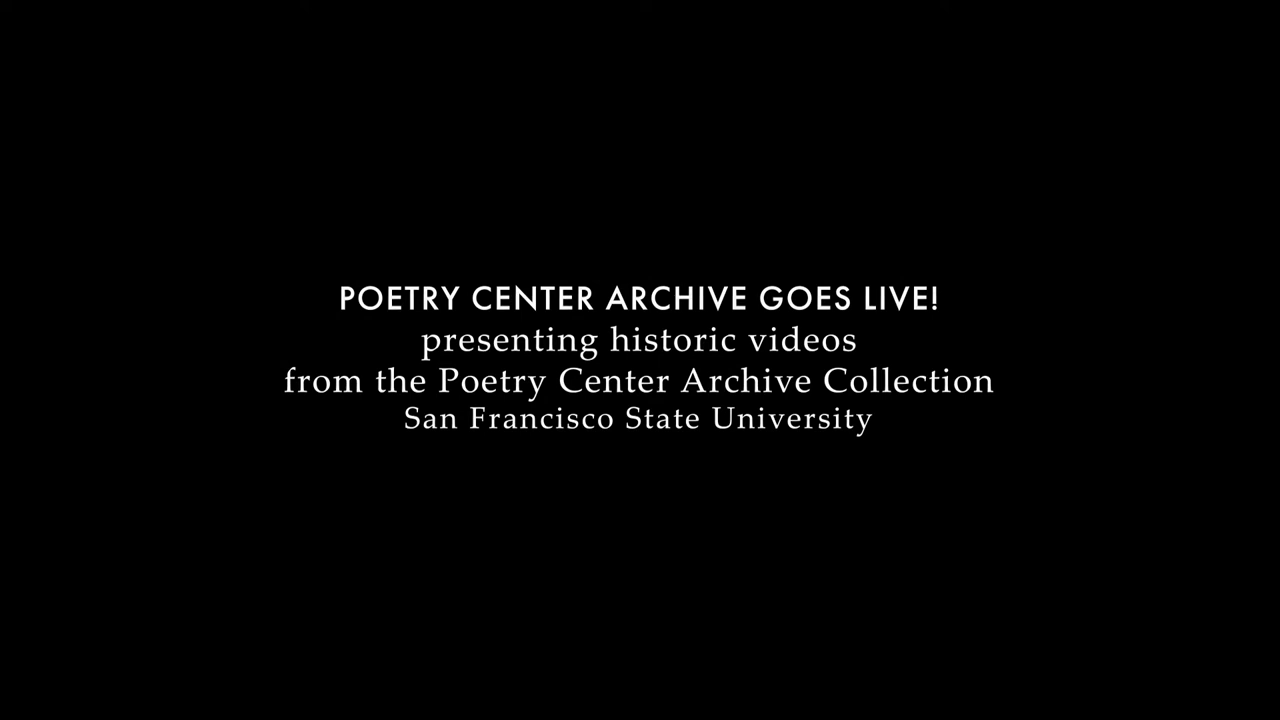 POETRY CENTER ARCHIVE GOES LIVE!
presenting historic videos
from the Poetry Center Archive Collection
San Francisco State University